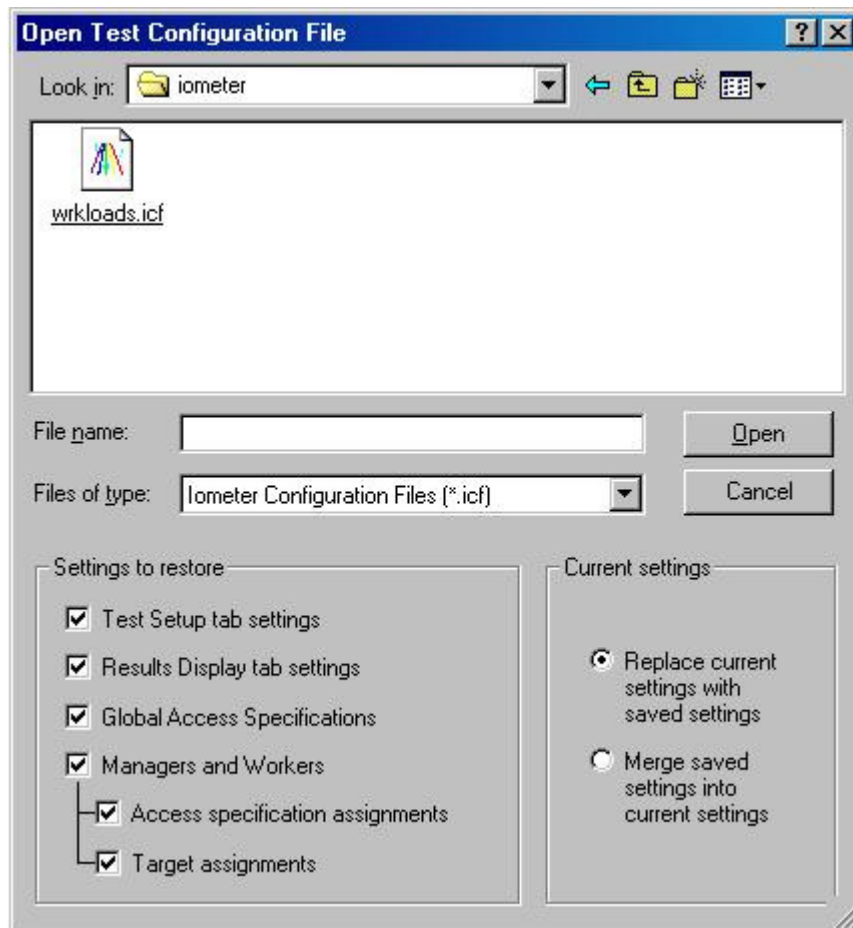 Open Test Configuration File
Look in: iometer
wrkloads.icf
File name:
Open
Files of type: Iometer Configuration Files (*.icf)
Cancel
Settings to restore
Test Setup tab settings
Results Display tab settings
Global Access Specifications
Managers and Workers
Access specification assignments
Target assignments
Current settings
Replace current
settings with
saved settings
Merge saved
settings into
current settings